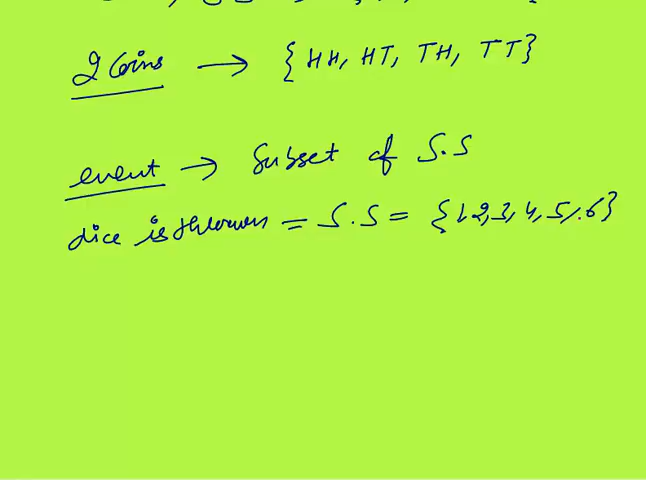 2 Coins → {HH, HT, TH, TT}
event → Subset of S.S
dice is thrown = S.S = {1,2,3,4,5,6}